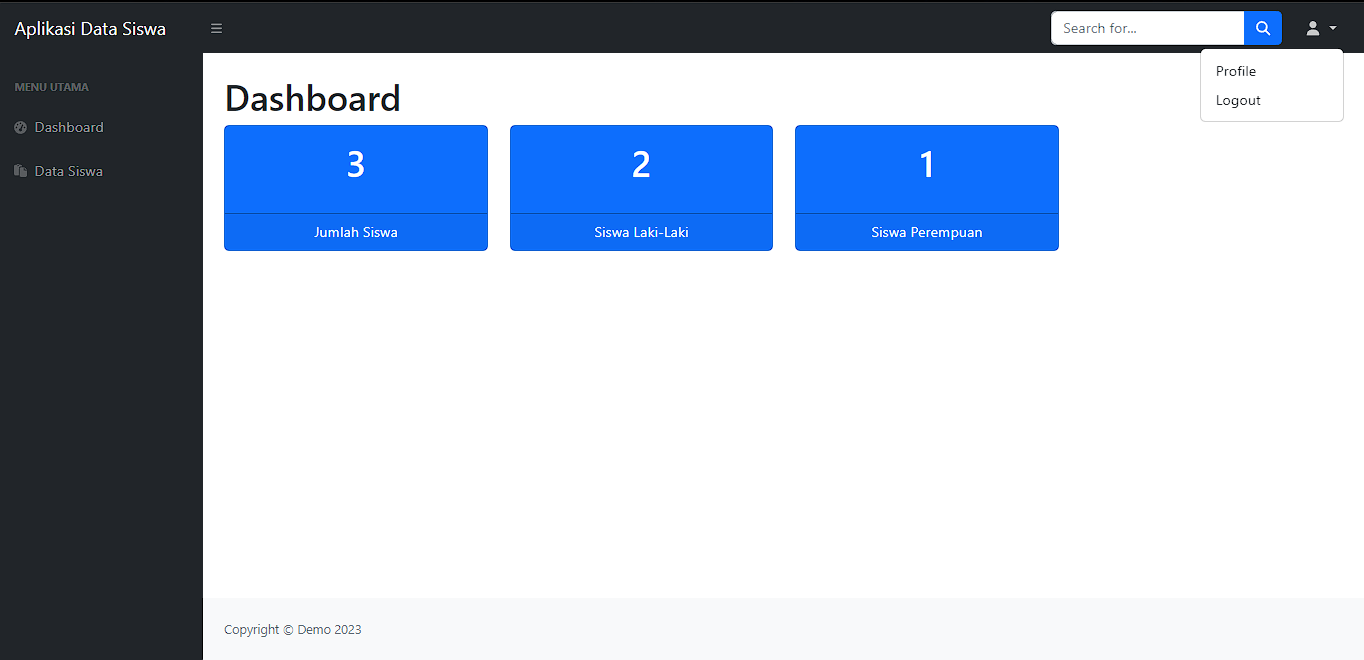 Aplikasi Data Siswa
Search for...
Profile
Logout
MENU UTAMA
Dashboard
Data Siswa
Dashboard
3
Jumlah Siswa
2
Siswa Laki-Laki
1
Siswa Perempuan
Copyright © Demo 2023